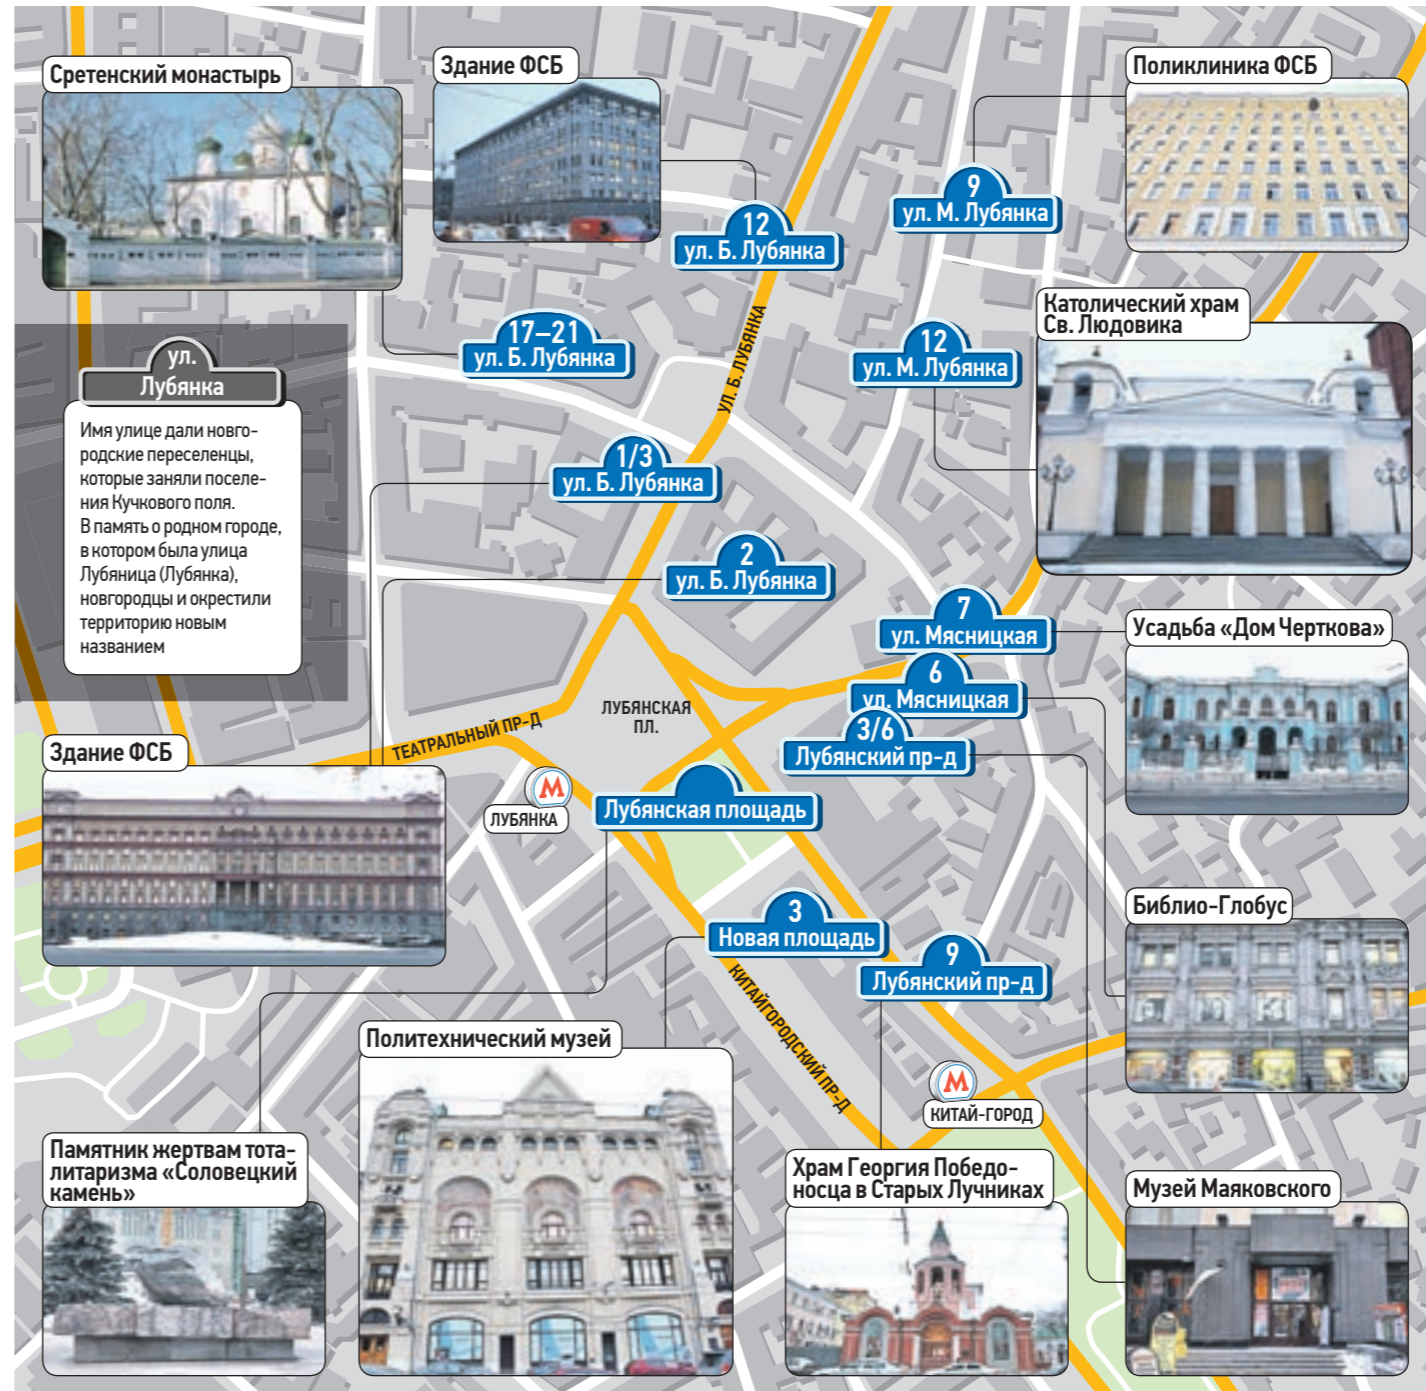 Сретенский монастырь
Здание ФСБ
Поликлиника ФСБ
9
ул. М. Лубянка
12
ул. Б. Лубянка
Католический храм
Св. Людовика
17–21
ул. Б. Лубянка
12
ул. М. Лубянка
УЛ. Б. ЛУБЯНКА
ул.
Лубянка
Имя улице дали новго-
родские переселенцы,
которые заняли поселе-
ния Кучкового поля.
В память о родном городе,
в котором была улица
Лубяница (Лубянка),
новгородцы и окрестили
территорию новым
названием
1/3
ул. Б. Лубянка
2
ул. Б. Лубянка
7
ул. Мясницкая
Усадьба «Дом Черткова»
6
ул. Мясницкая
ЛУБЯНСКАЯ
ПЛ.
3/6
Лубянский пр-д
ТЕАТРАЛЬНЫЙ ПР-Д
Здание ФСБ
М
ЛУБЯНКА
Лубянская площадь
Библио-Глобус
3
Новая площадь
9
Лубянский пр-д
КИТАЙГОРОДСКИЙ ПР-Д
Политехнический музей
М
КИТАЙ-ГОРОД
Памятник жертвам тота-
литаризма «Соловецкий
камень»
Храм Георгия Победо-
носца в Старых Лучниках
Музей Маяковского